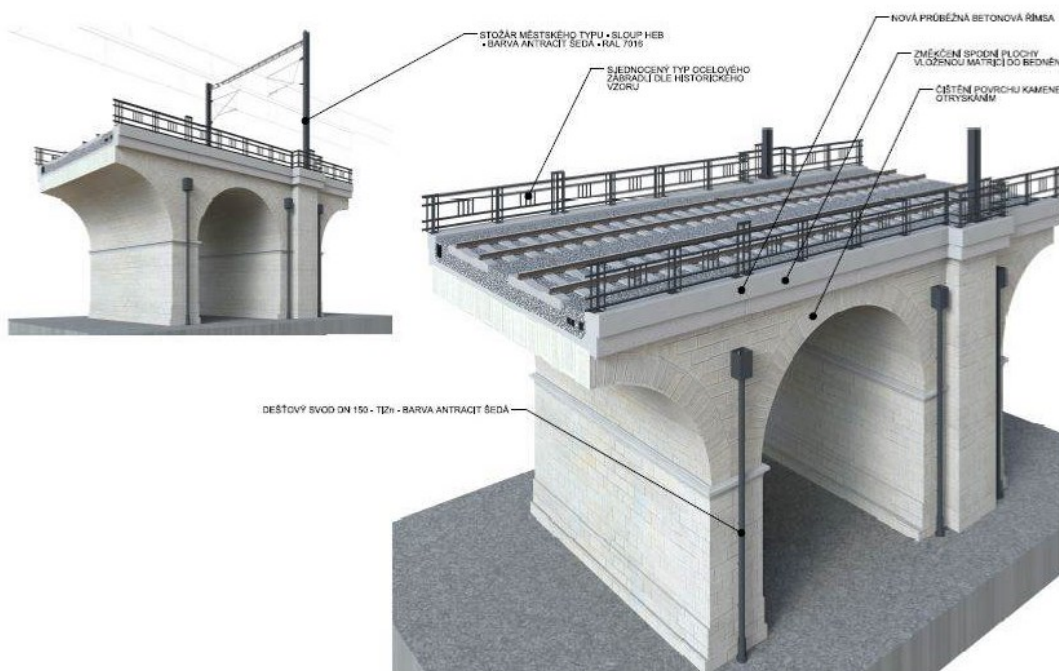 STOŽÁR MĚSTSKÉHO TYPU - SLOUP HEB
- BARVA ANTRACIT ŠEDÁ - RAL 7016
SJEDNOCENÝ TYP OCELOVÉHO
ZÁBRADLÍ DLE HISTORICKÉHO
VZORU
NOVÁ PRŮBĚŽNÁ BETONOVÁ ŘÍMSA
ZMĚKČENÍ SPODNÍ PLOCHY
VLOŽENOU MATRICÍ DO BEDNĚN
ČIŠTĚNÍ POVRCHU KAMENE
OTRYSKÁNÍM
DEŠŤOVÝ SVOD DN 150 - TiZn - BARVA ANTRACIT ŠEDÁ